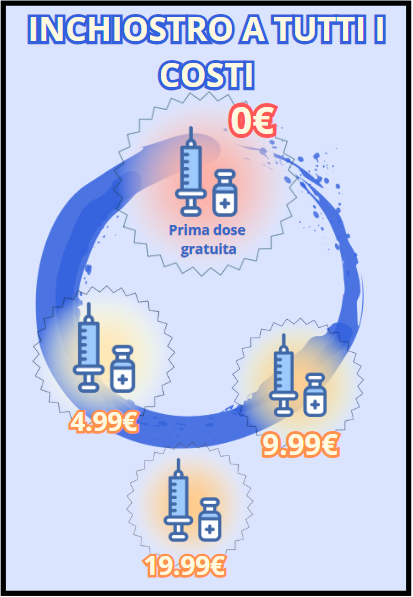 INCHIOSTRO A TUTTI I
COSTI
0€
Prima dose
gratuita
4.99€
9.99€
19.99€